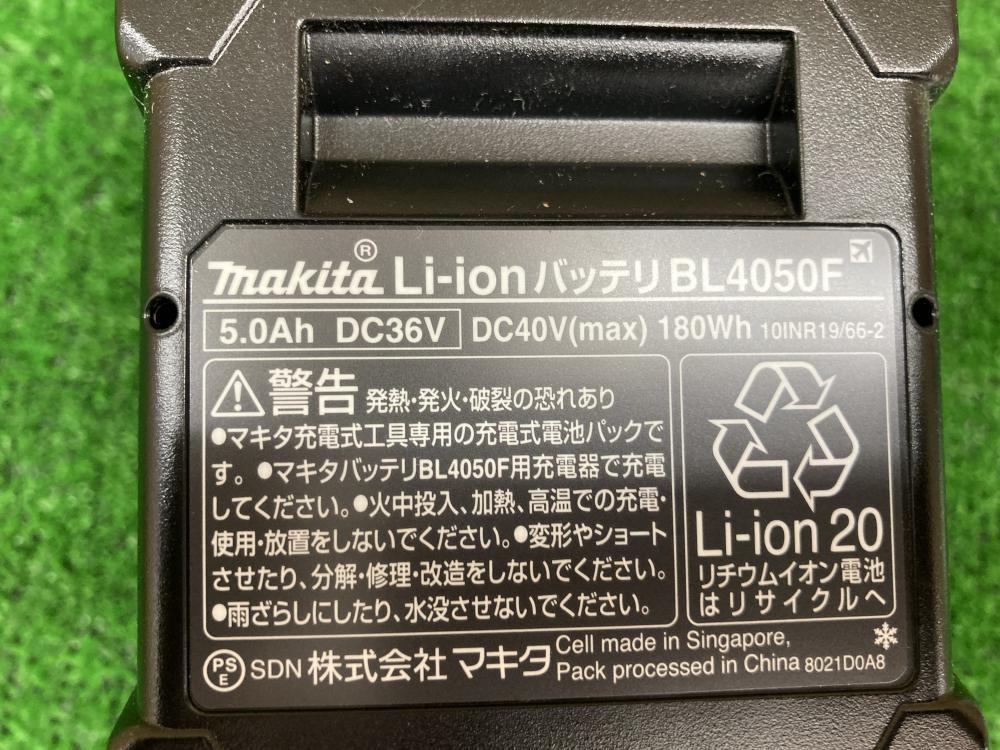 makita® Li-ion バッテリ BL4050F
5.0Ah DC36V DC40V(max) 180Wh 10INR19/66-2
警告 発熱・発火・破裂の恐れあり
●マキタ充電式工具専用の充電式電池パックで
す。●マキタバッテリBL4050F用充電器で充電
してください。●火中投入、加熱、高温での充電・
使用・放置をしないでください。●変形やショート
させたり、分解・修理・改造をしないでください。
●雨ざらしにしたり、水没させないでください。
Li-ion 20
リチウムイオン電池
はリサイクルへ
PS
E
SDN 株式会社 マキタ
Cell made in Singapore,
Pack processed in China 8021D0A8